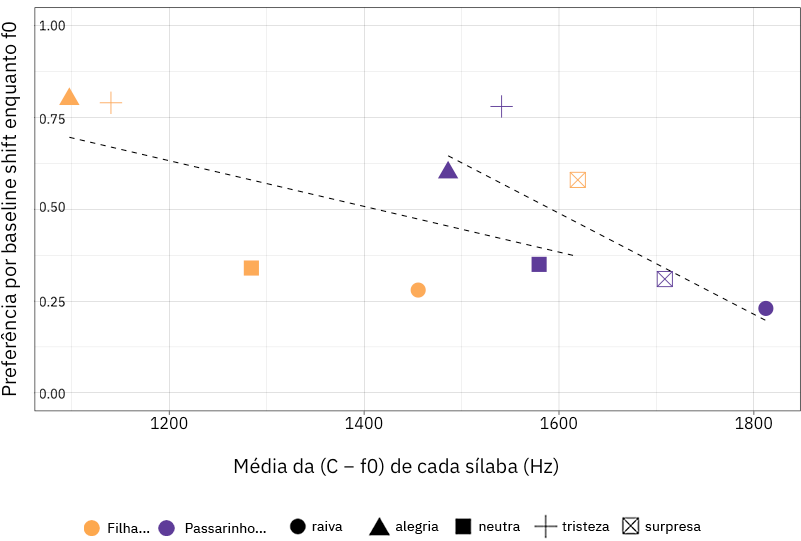 Preferência por baseline shift enquanto f0
1.00
0.75
0.50
0.25
0.00
1200 1400 1600 1800
Média da (C − f0) de cada sílaba (Hz)
Filha... Passarinho... raiva alegria neutra tristeza surpresa